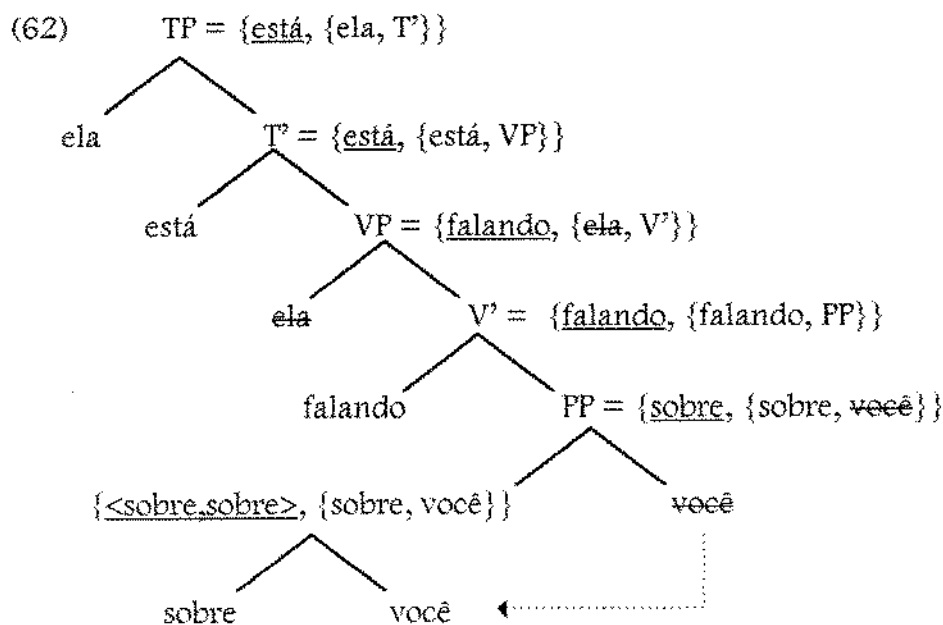 (62) TP = {está, {ela, T’}}
ela T’ = {está, {está, VP}}
está VP = {falando, {ela, V’}}
ela V’ = {falando, {falando, PP}}
falando PP = {sobre, {sobre, você}}
{<sobre,sobre>, {sobre, você}} você
sobre você